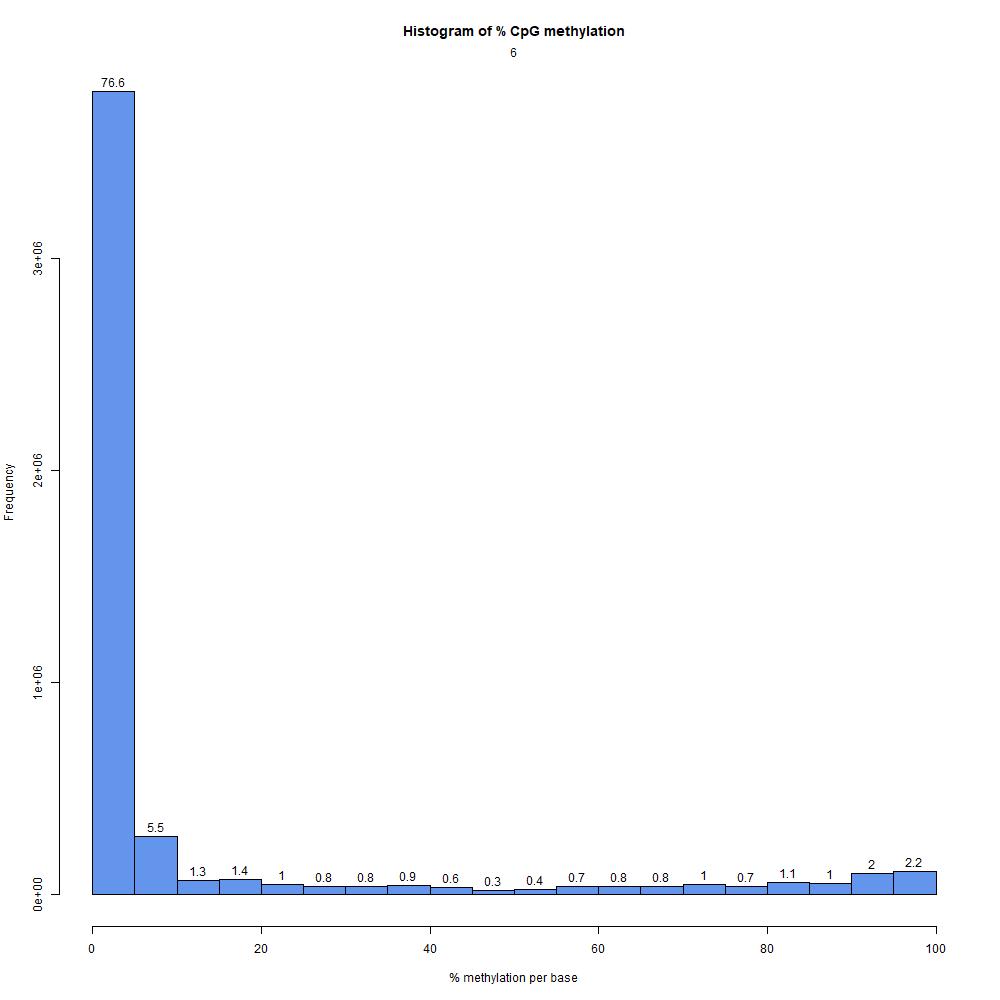 Histogram of % CpG methylation
6
76.6
5.5
1.3
1.4
1
0.8
0.8
0.9
0.6
0.3
0.4
0.7
0.8
0.8
1
0.7
1.1
1
2
2.2
Frequency
3e+06
2e+06
1e+06
0e+00
0 20 40 60 80 100
% methylation per base